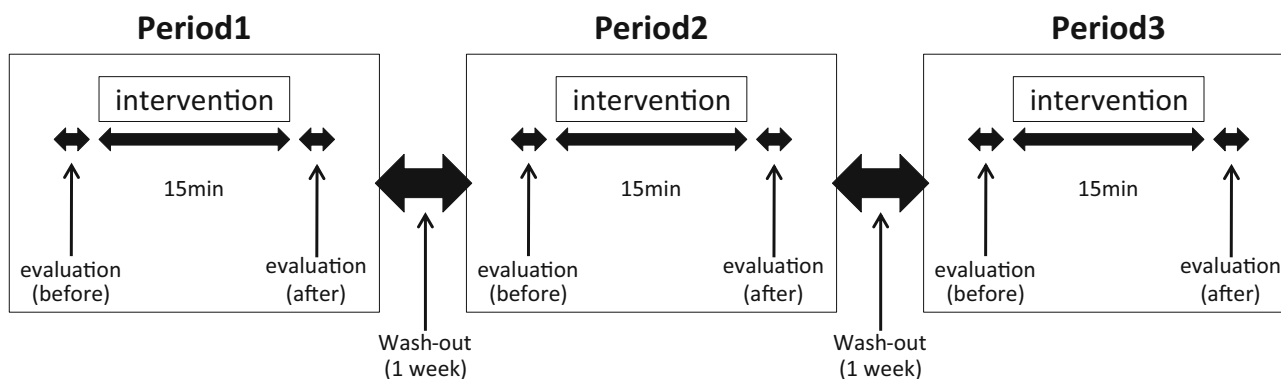 Period1
intervention
15min
evaluation
(before)
evaluation
(after)
Wash-out
(1 week)
Period2
intervention
15min
evaluation
(before)
evaluation
(after)
Wash-out
(1 week)
Period3
intervention
15min
evaluation
(before)
evaluation
(after)